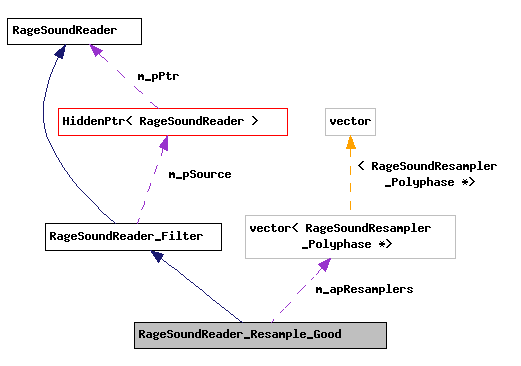 RageSoundReader
m_pPtr
HiddenPtr< RageSoundReader >
vector
m_pSource
< RageSoundResampler
_Polyphase *>
RageSoundReader_Filter
vector< RageSoundResampler
_Polyphase *>
m_apResamplers
RageSoundReader_Resample_Good